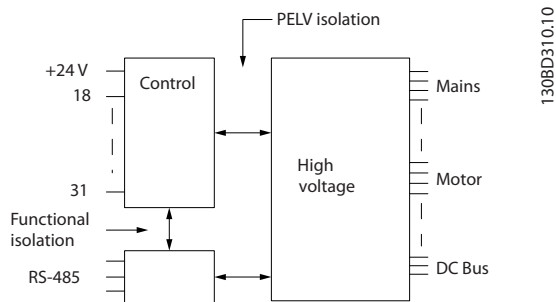 PELV isolation
130BD310.10
+24 V
Control
18
Mains
High
voltage
Motor
31
Functional
isolation
RS-485
DC Bus